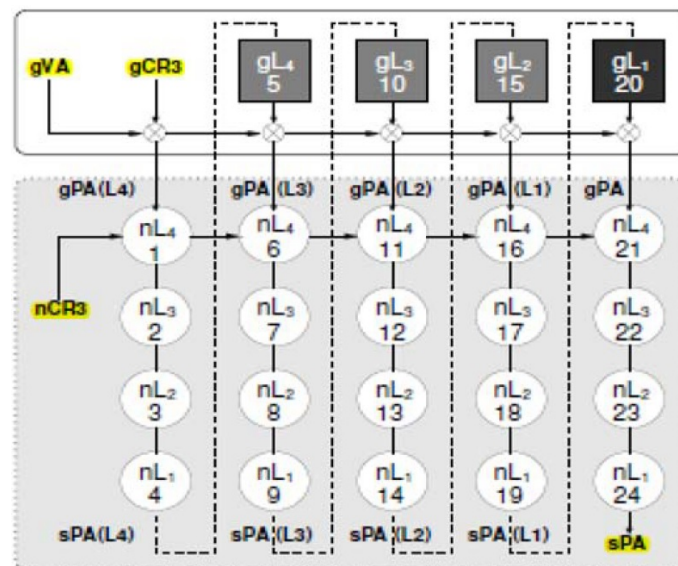 gVA gCR3 gL₄ gL₃ gL₂ gL₁
5 10 15 20
gPA(L4) gPA(L3) gPA(L2) gPA(L1) gPA
nL₄ nL₄ nL₄ nL₄ nL₄
1 6 11 16 21
nCR3
nL₃ nL₃ nL₃ nL₃ nL₃
2 7 12 17 22
nL₂ nL₂ nL₂ nL₂ nL₂
3 8 13 18 23
nL₁ nL₁ nL₁ nL₁ nL₁
4 9 14 19 24
sPA(L4) sPA(L3) sPA(L2) sPA(L1) sPA